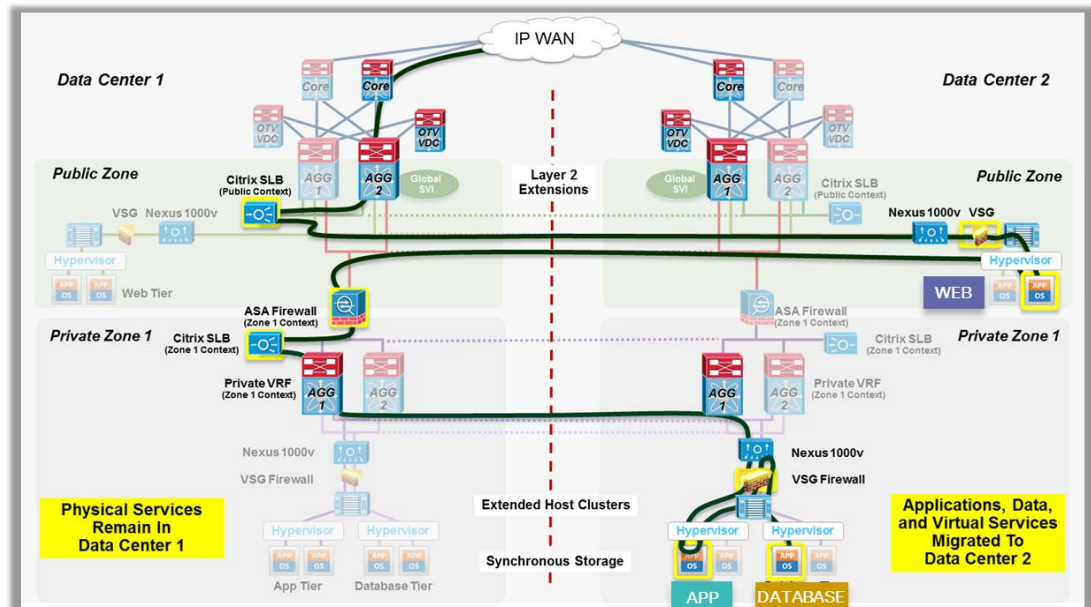 IP WAN
Data Center 1
Data Center 2
Core
Core
Core
Core
OTV
VDC
OTV
VDC
OTV
VDC
OTV
VDC
Public Zone
Citrix SLB
(Public Context)
AGG
1
AGG
2
Global
SVI
Layer 2
Extensions
Global
SVI
AGG
1
AGG
2
Citrix SLB
(Public Context)
Public Zone
VSG
Nexus 1000v
Nexus 1000v
VSG
Hypervisor
APP
OS
APP
OS
Web Tier
Hypervisor
WEB
APP
OS
APP
OS
ASA Firewall
(Zone 1 Context)
ASA Firewall
(Zone 1 Context)
Private Zone 1
Citrix SLB
(Zone 1 Context)
Citrix SLB
(Zone 1 Context)
Private Zone 1
Private VRF
(Zone 1 Context)
AGG
1
AGG
2
AGG
1
AGG
2
Private VRF
(Zone 1 Context)
Nexus 1000v
VSG Firewall
Nexus 1000v
VSG Firewall
Physical Services
Remain In
Data Center 1
Extended Host Clusters
Applications, Data,
and Virtual Services
Migrated To
Data Center 2
Hypervisor
Hypervisor
APP
OS
APP
OS
APP
OS
APP
OS
App Tier
Database Tier
Synchronous Storage
Hypervisor
Hypervisor
APP
OS
APP
OS
APP
OS
APP
OS
APP
DATABASE